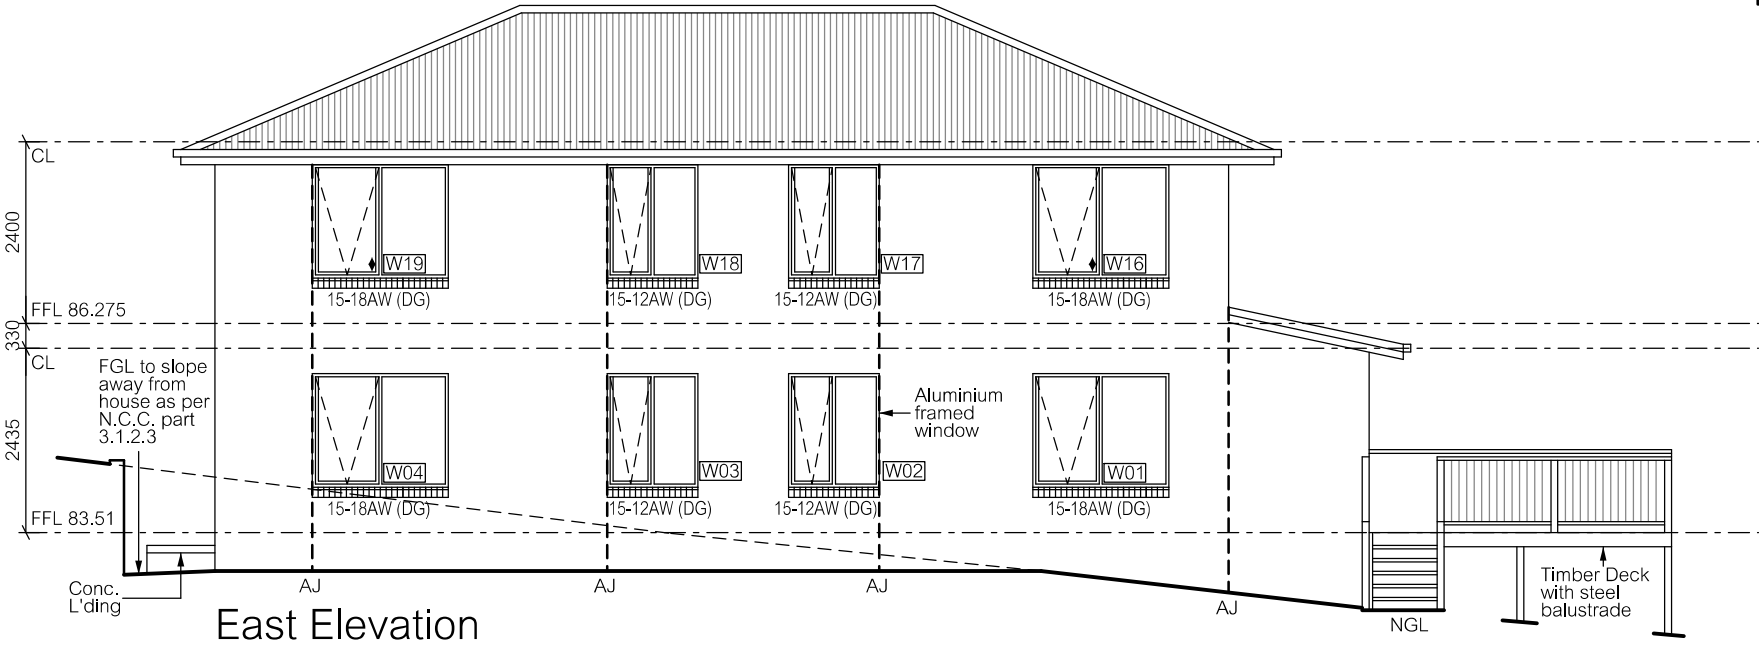 CL
2400
W19
W18
W17
W16
15-18AW (DG)
15-12AW (DG)
15-12AW (DG)
15-18AW (DG)
FFL 86.275
330
CL
FGL to slope
away from
house as per
N.C.C. part
3.1.2.3
Aluminium
framed
window
2435
W04
W03
W02
W01
15-18AW (DG)
15-12AW (DG)
15-12AW (DG)
15-18AW (DG)
FFL 83.51
Conc.
L'ding
AJ
AJ
AJ
AJ
NGL
Timber Deck
with steel
balustrade
East Elevation